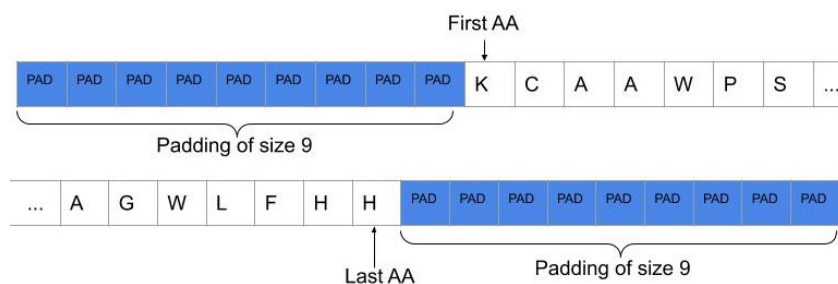 First AA
PAD PAD PAD PAD PAD PAD PAD PAD PAD K C A A W P S ...
Padding of size 9
... A G W L F H H PAD PAD PAD PAD PAD PAD PAD PAD PAD
Last AA
Padding of size 9